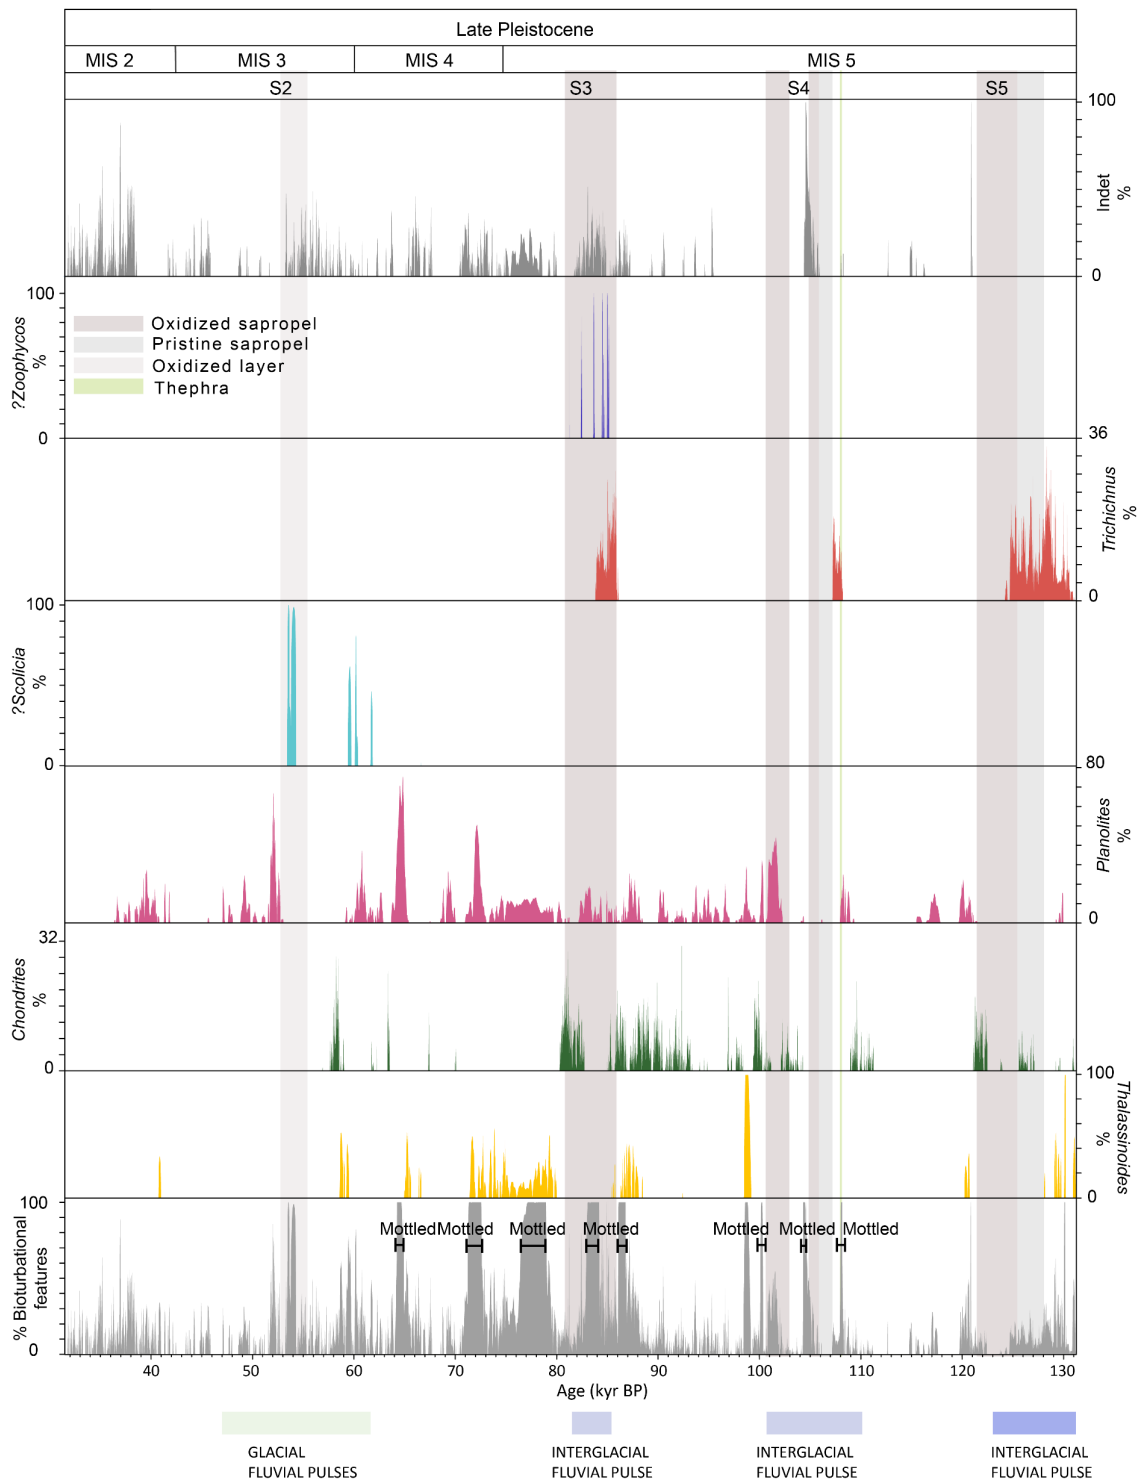 Late Pleistocene
MIS 2 MIS 3 MIS 4 MIS 5
S2 S3 S4 S5
100
Indet
%
0
100
?Zoophycos
%
0
Oxidized sapropel
Pristine sapropel
Oxidized layer
Thephra
36
Trichichnus
%
0
100
?Scolicia
%
0
80
Planolites
%
0
32
Chondrites
%
0
100
Thalassinoides
%
0
100
% Bioturbational
features
0
Mottled Mottled Mottled Mottled Mottled Mottled Mottled
40 50 60 70 80 90 100 110 120 130
Age (kyr BP)
GLACIAL
FLUVIAL PULSES
INTERGLACIAL
FLUVIAL PULSE
INTERGLACIAL
FLUVIAL PULSE
INTERGLACIAL
FLUVIAL PULSE